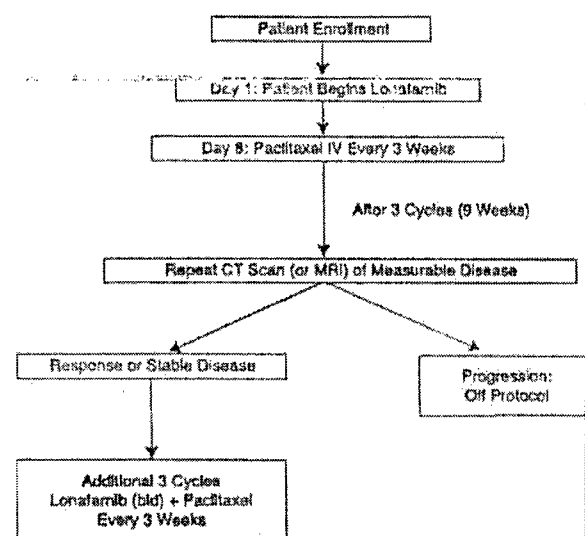 Patient Enrollment
Day 1: Patient Begins Lonafarnib
Day 8: Paclitaxel IV Every 3 Weeks
After 3 Cycles (9 Weeks)
Repeat CT Scan (or MRI) of Measurable Disease
Response or Stable Disease
Progression:
Off Protocol
Additional 3 Cycles
Lonafarnib (bid) + Paclitaxel
Every 3 Weeks